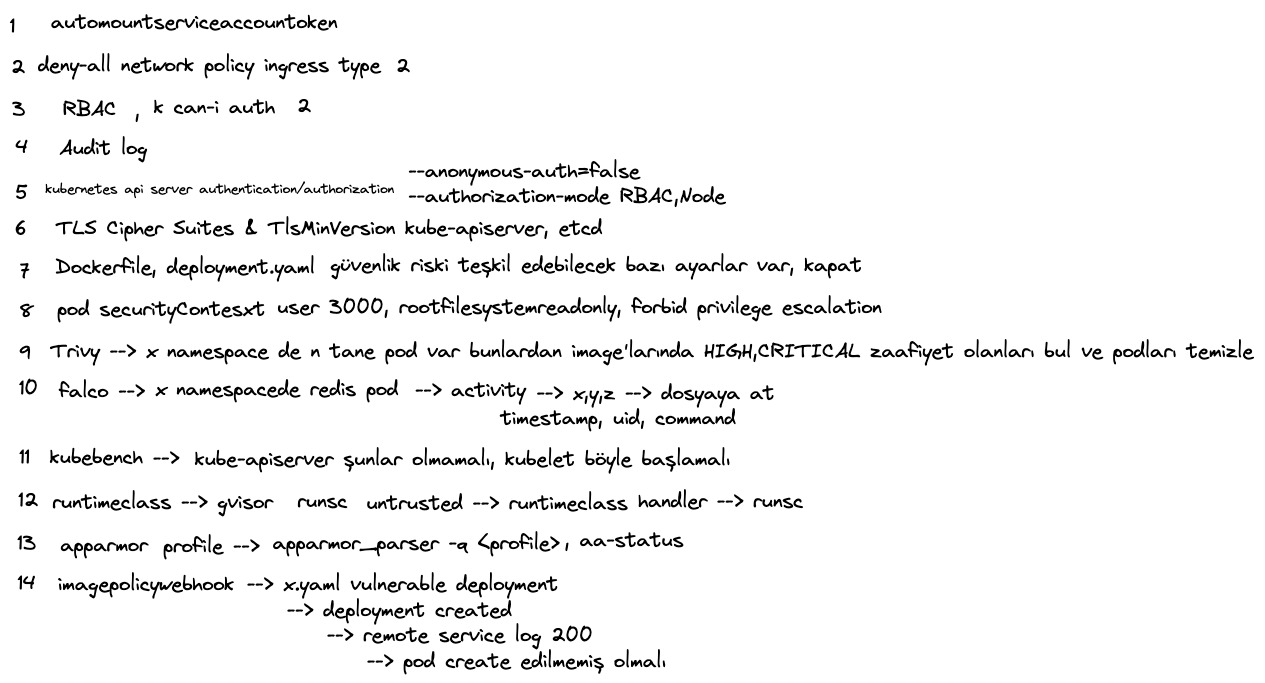 1 automountserviceaccountoken
2 deny-all network policy ingress type 2
3 RBAC , k can-i auth 2
4 Audit log
5 kubernetes api server authentication/authorization --anonymous-auth=false
--authorization-mode RBAC,Node
6 TLS Cipher Suites & TlsMinVersion kube-apiserver, etcd
7 Dockerfile, deployment.yaml güvenlik riski teşkil edebilecek bazı ayarlar var, kapat
8 pod securityContesxt user 3000, rootfilesystemreadonly, forbid privilege escalation
9 Trivy --> x namespace de n tane pod var bunlardan image'larında HIGH,CRITICAL zaafiyet olanları bul ve podları temizle
10 falco --> x namespacede redis pod --> activity --> x,y,z --> dosyaya at
timestamp, uid, command
11 kubebench --> kube-apiserver şunlar olmamalı, kubelet böyle başlamalı
12 runtimeclass --> gvisor runsc untrusted --> runtimeclass handler --> runsc
13 apparmor profile --> apparmor_parser -q <profile>, aa-status
14 imagepolicywebhook --> x.yaml vulnerable deployment
--> deployment created
--> remote service log 200
--> pod create edilmemiş olmalı